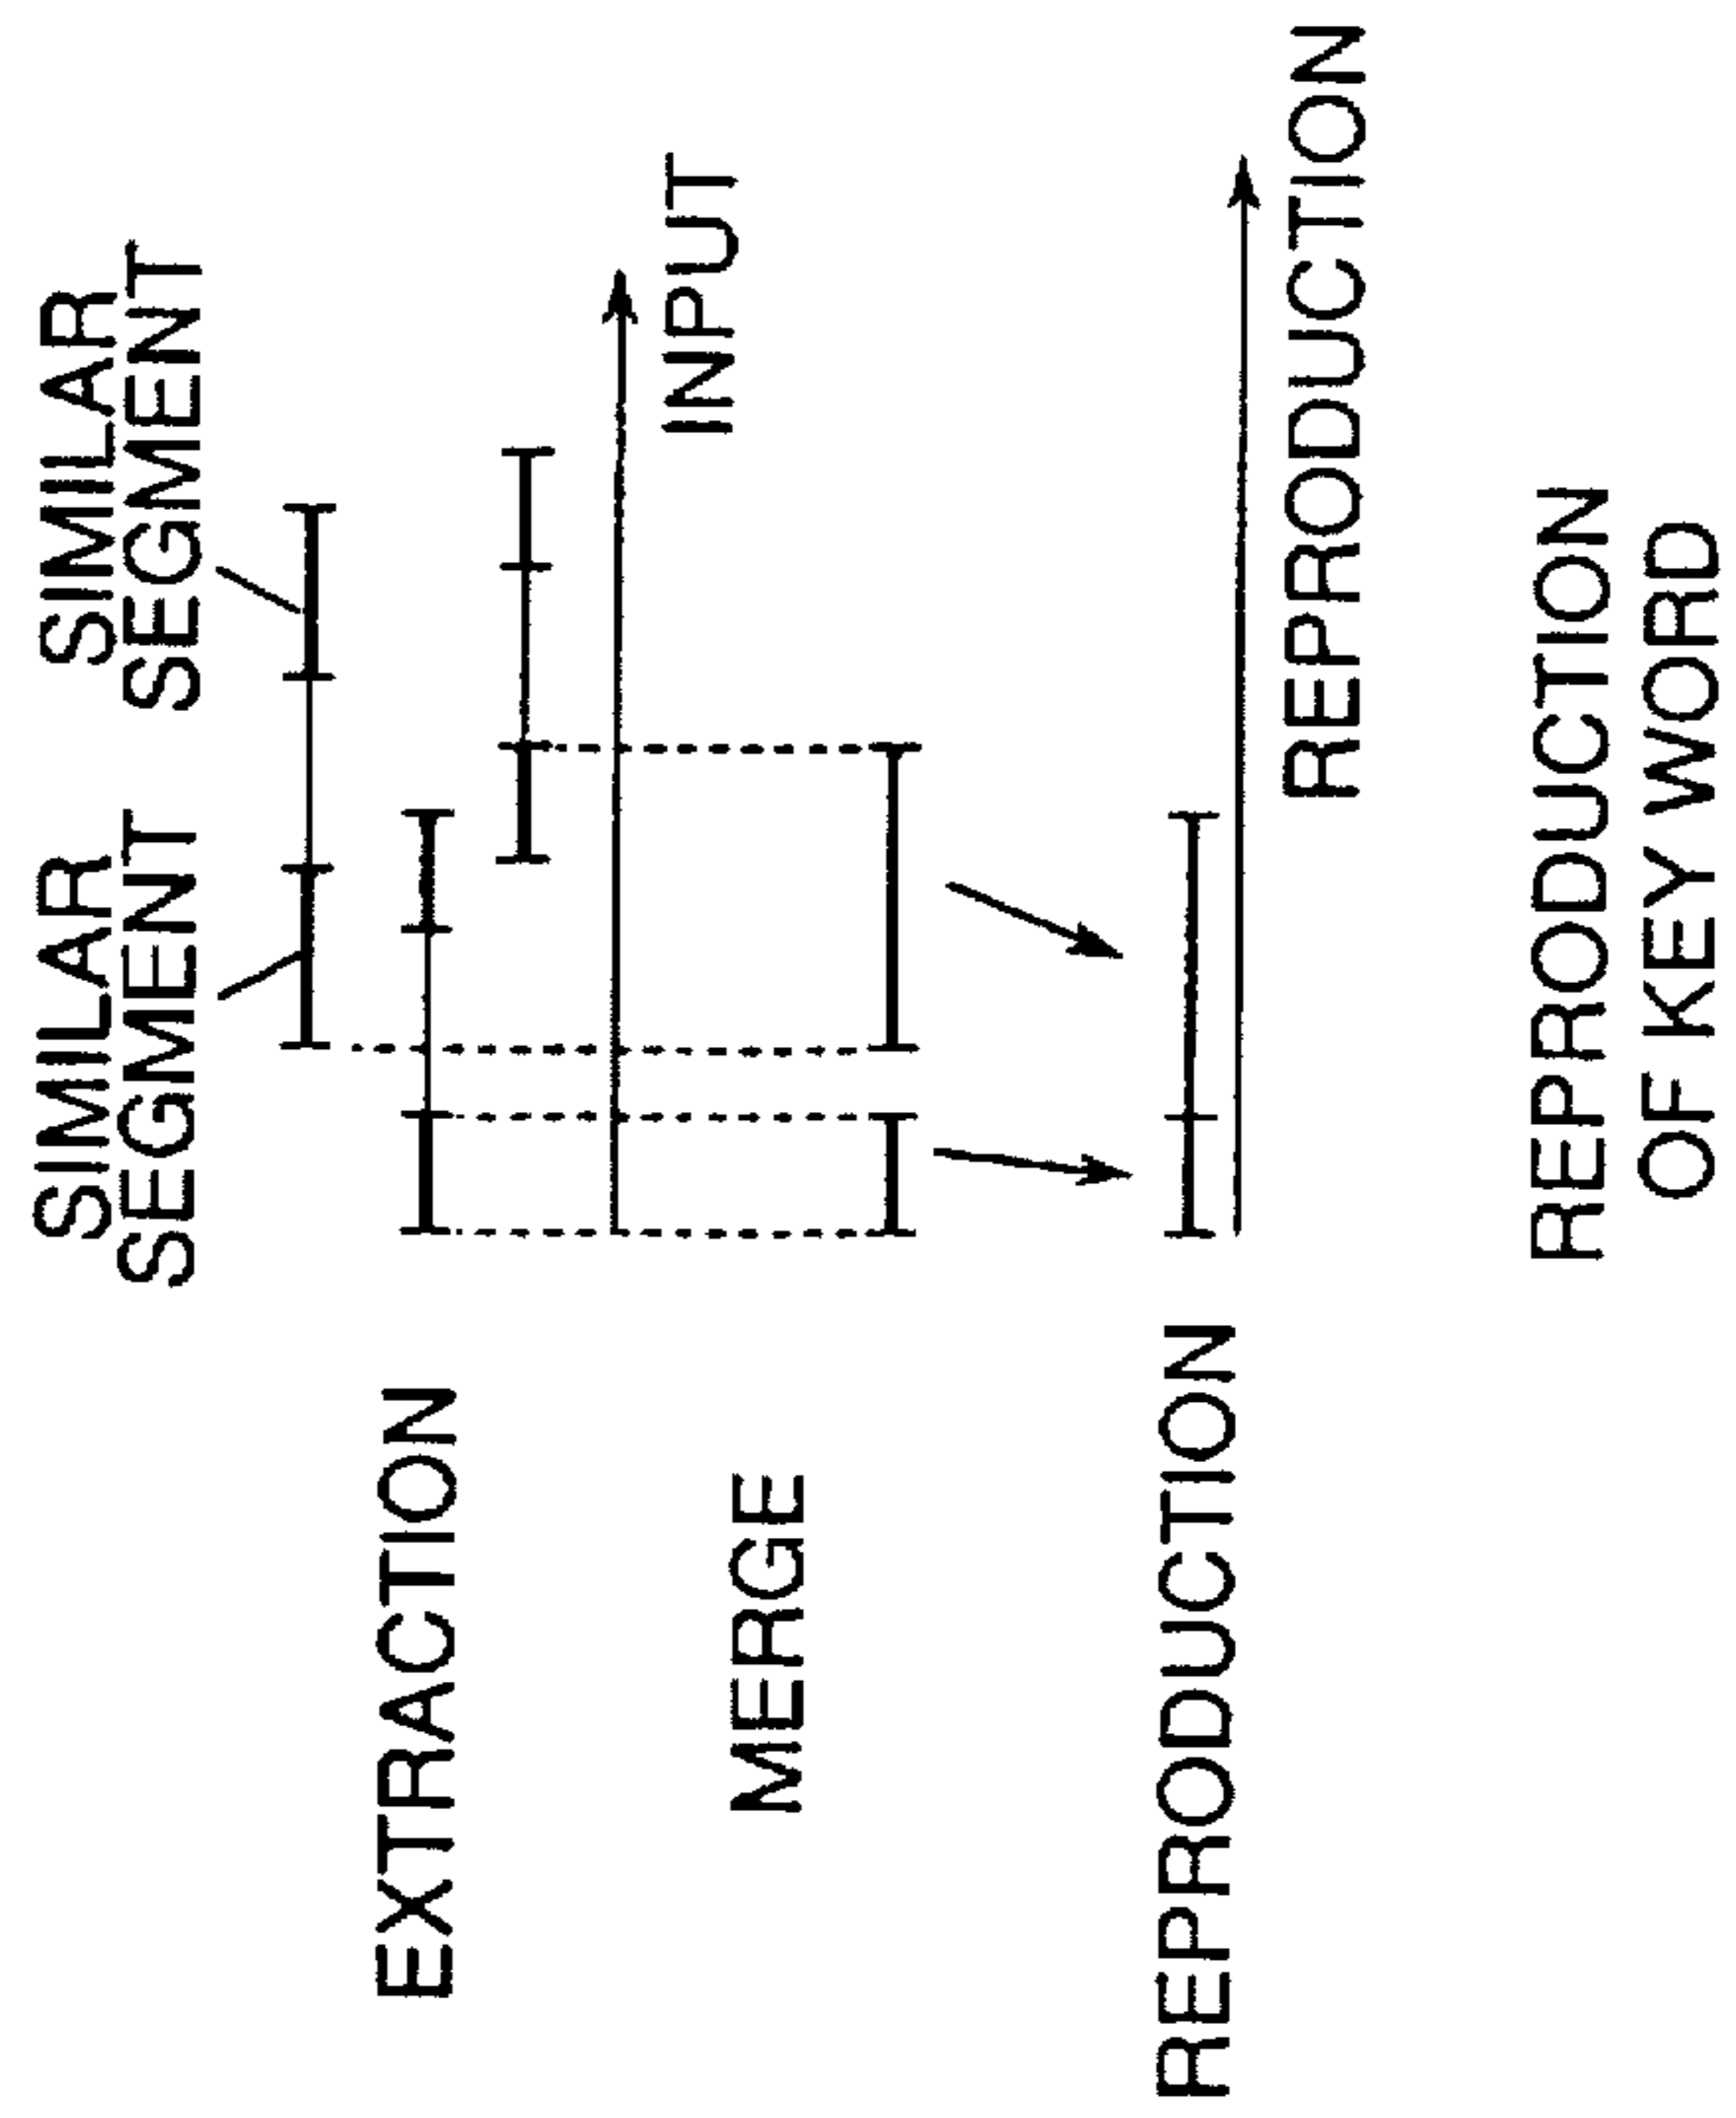 SIMILAR
SEGMENT
SIMILAR
SEGMENT
EXTRACTION
INPUT
MERGE
REPRODUCTION
REPRODUCTION
REPRODUCTION
OF KEY WORD